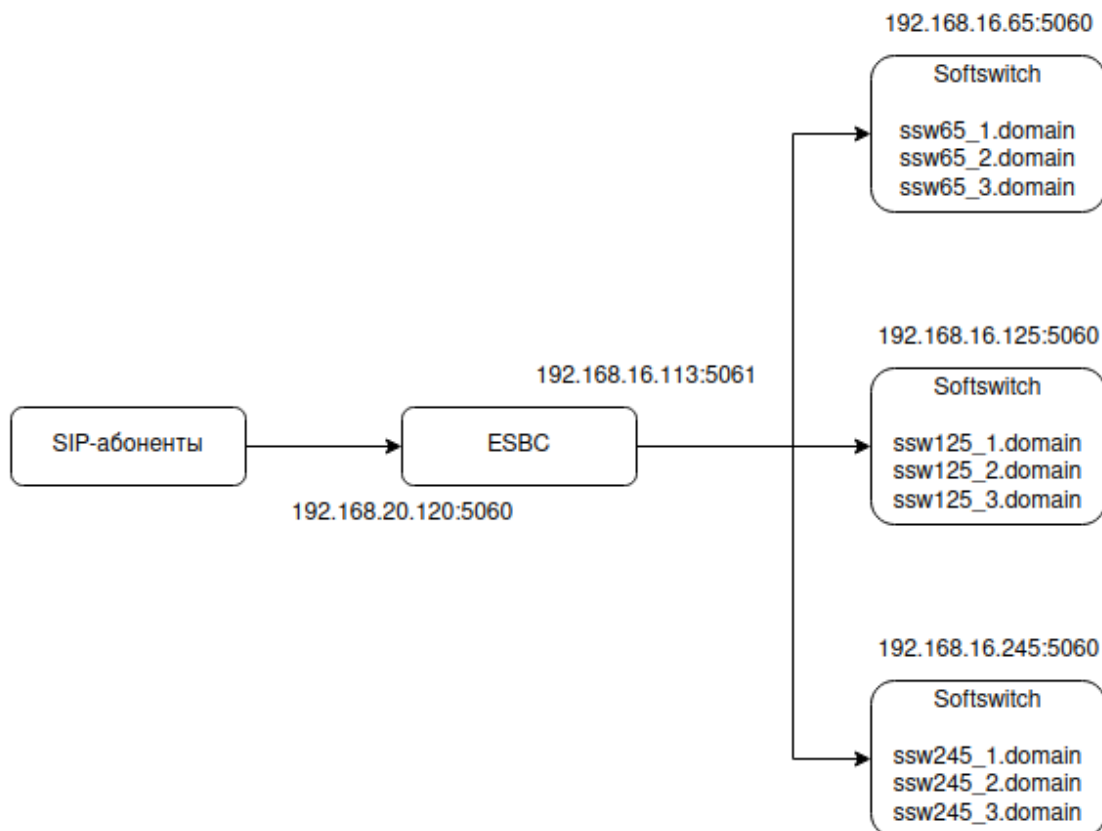 192.168.16.65:5060
Softswitch
ssw65_1.domain
ssw65_2.domain
ssw65_3.domain
192.168.16.125:5060
192.168.16.113:5061
Softswitch
SIP-абоненты
ESBC
ssw125_1.domain
ssw125_2.domain
ssw125_3.domain
192.168.20.120:5060
192.168.16.245:5060
Softswitch
ssw245_1.domain
ssw245_2.domain
ssw245_3.domain